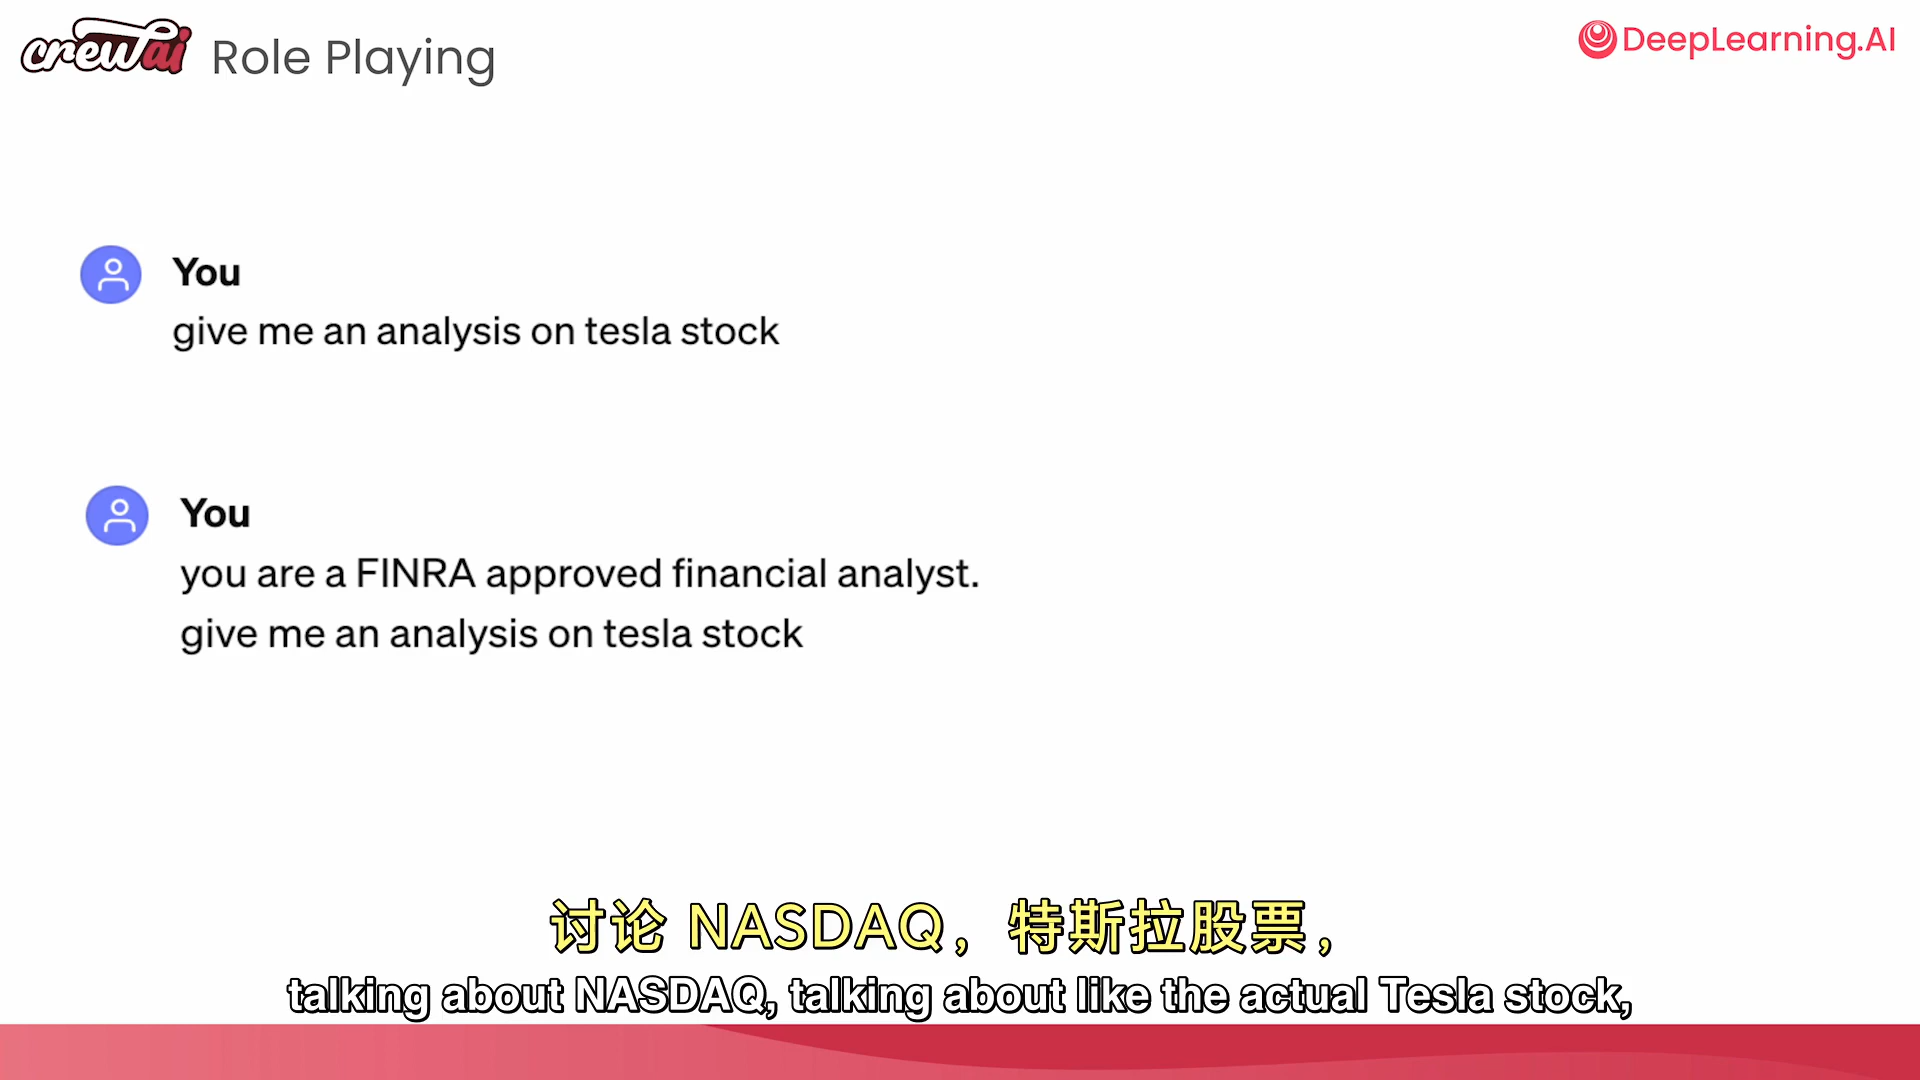 crewai Role Playing
DeepLearning.AI
You
give me an analysis on tesla stock
You
you are a FINRA approved financial analyst.
give me an analysis on tesla stock
讨论 NASDAQ，特斯拉股票，
talking about NASDAQ, talking about like the actual Tesla stock,